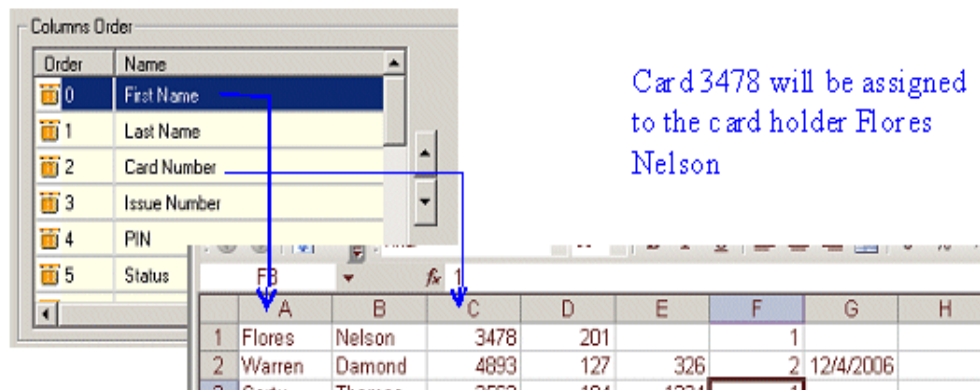 Columns Order
Order Name
0 First Name
1 Last Name
2 Card Number
3 Issue Number
4 PIN
5 Status
Card 3478 will be assigned
to the card holder Flores
Nelson
F3 fx 1
A B C D E F G H
1 Flores Nelson 3478 201 1
2 Warren Damond 4893 127 326 2 12/4/2006